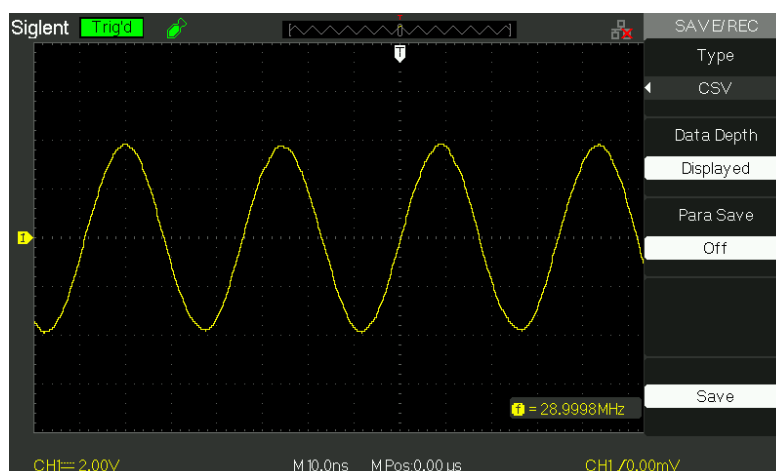 Siglent Trig'd T SAVE/REC
T
Type
CSV
Data Depth
Displayed
Para Save
Off
1
Save
f = 28.9998MHz
CH1 2.00V M 10.0ns M Pos:0.00 us CH1 0.00mV